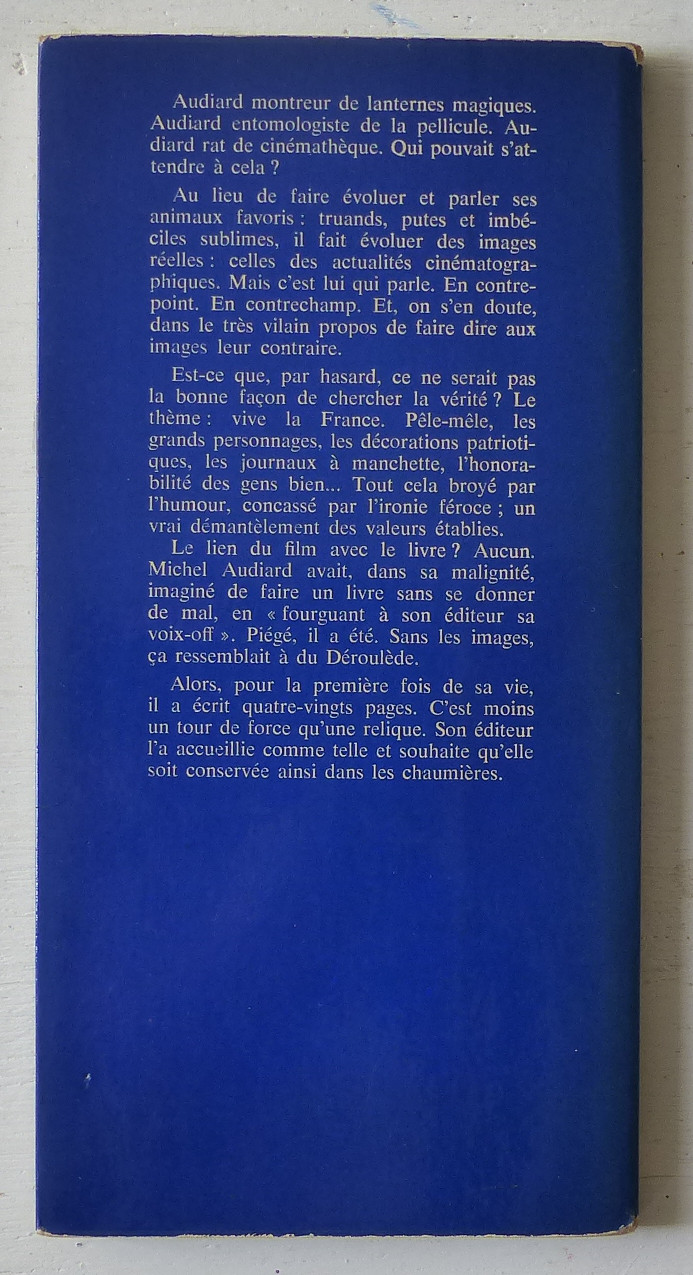 Audiard montreur de lanternes magiques.
Audiard entomologiste de la pellicule. Au-
diard rat de cinémathèque. Qui pouvait s'at-
tendre à cela ?
Au lieu de faire évoluer et parler ses
animaux favoris : truands, putes et imbé-
ciles sublimes, il fait évoluer des images
réelles : celles des actualités cinématogra-
phiques. Mais c'est lui qui parle. En contre-
point. En contrechamp. Et, on s'en doute,
dans le très vilain propos de faire dire aux
images leur contraire.
Est-ce que, par hasard, ce ne serait pas
la bonne façon de chercher la vérité ? Le
thème : vive la France. Pêle-mêle, les
grands personnages, les décorations patrioti-
ques, les journaux à manchette, l'honora-
bilité des gens bien... Tout cela broyé par
l'humour, concassé par l'ironie féroce ; un
vrai démantèlement des valeurs établies.
Le lien du film avec le livre ? Aucun.
Michel Audiard avait, dans sa malignité,
imaginé de faire un livre sans se donner
de mal, en « fourguant à son éditeur sa
voix-off ». Piégé, il a été. Sans les images,
ça ressemblait à du Déroulède.
Alors, pour la première fois de sa vie,
il a écrit quatre-vingts pages. C'est moins
un tour de force qu'une relique. Son éditeur
l'a accueillie comme telle et souhaite qu'elle
soit conservée ainsi dans les chaumières.